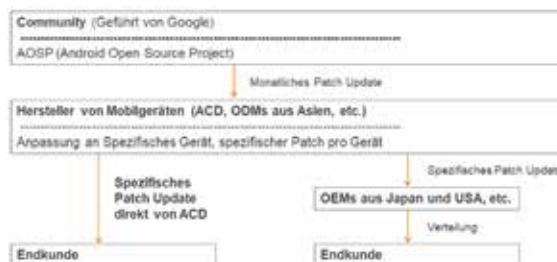 Community (Geführt von Google)
AOSP (Android Open Source Project)
Monatliches Patch Update
Hersteller von Mobilgeräten (ACD, ODMs aus Asien, etc.)
Anpassung an Spezifisches Gerät, spezifischer Patch pro Gerät
Spezifisches
Patch Update
direkt von ACD
Spezifisches Patch Update
OEMs aus Japan und USA, etc.
Verteilung
Endkunde
Endkunde